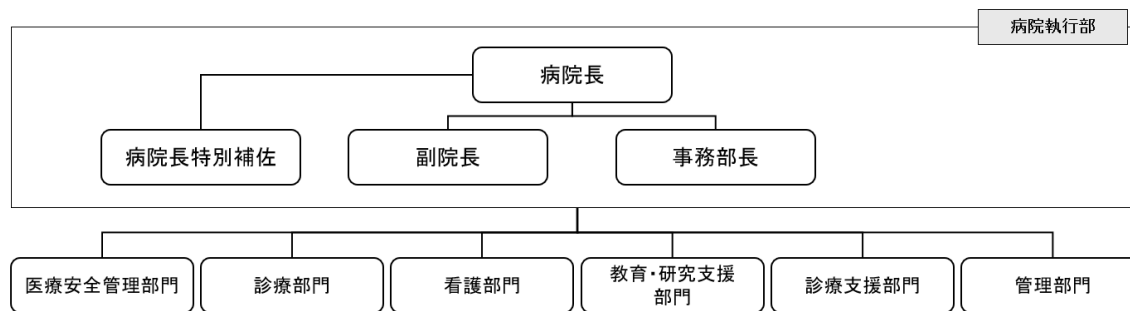 病院執行部
病院長
病院長特別補佐
副院長
事務部長
医療安全管理部門
診療部門
看護部門
教育・研究支援
部門
診療支援部門
管理部門